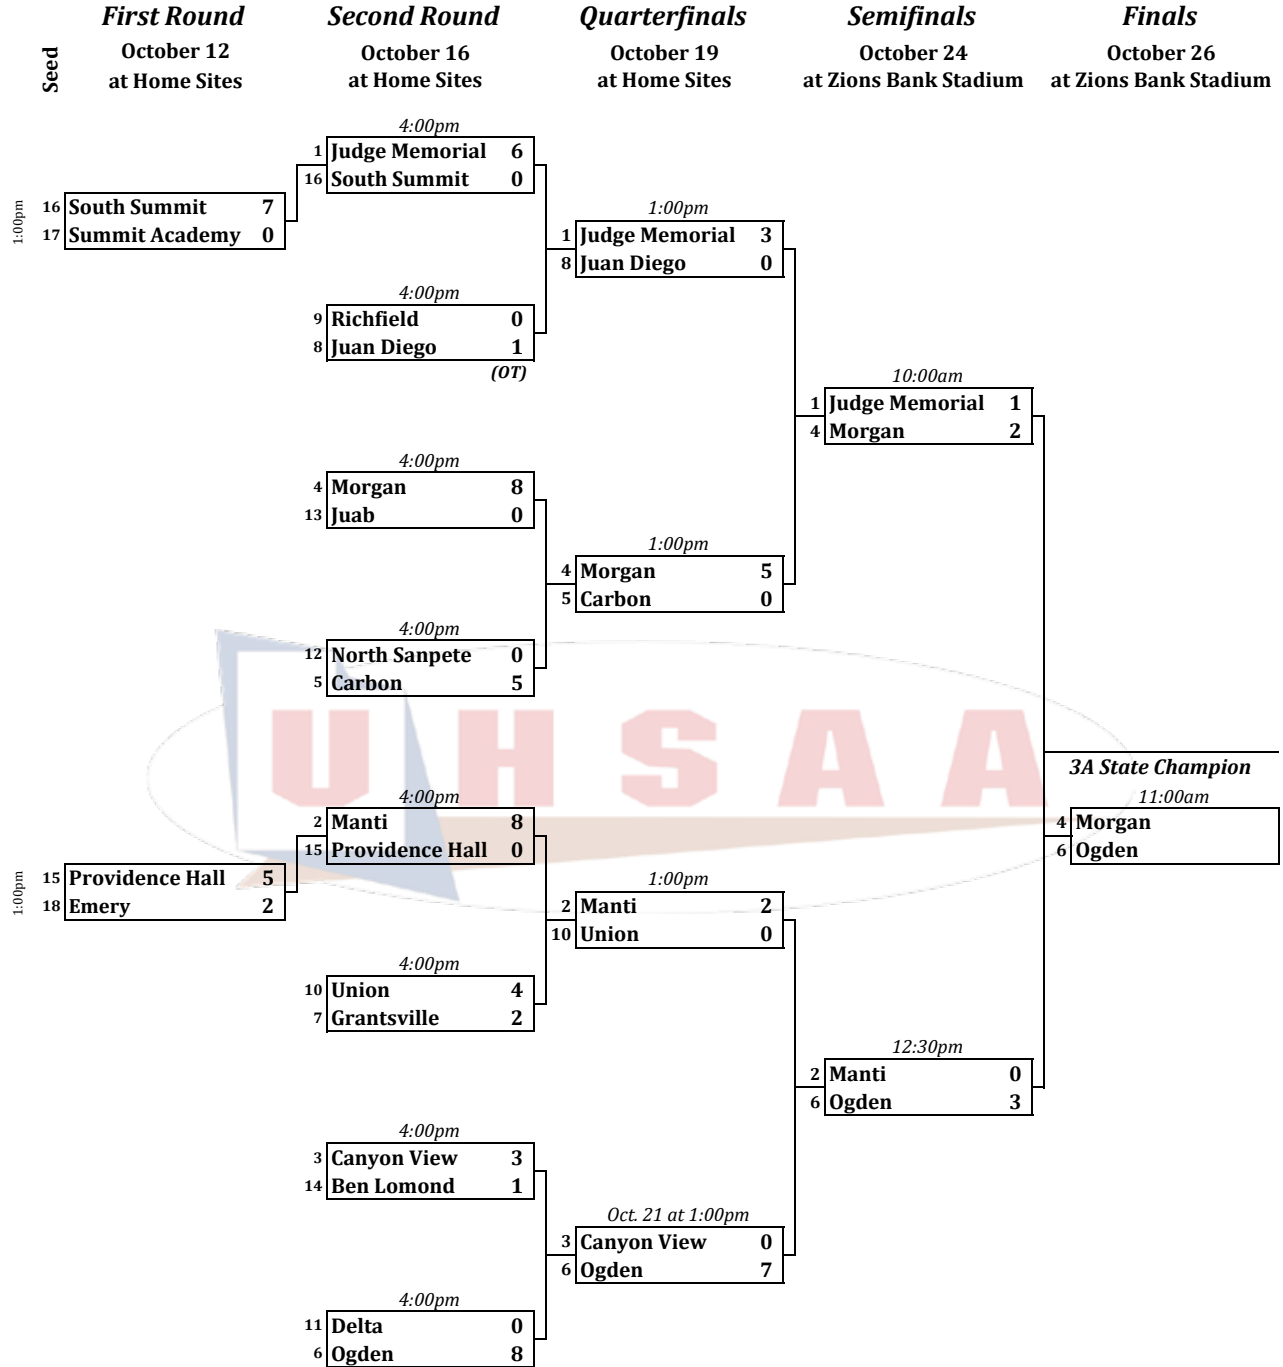 First Round
October 12
at Home Sites
Second Round
October 16
at Home Sites
Quarterfinals
October 19
at Home Sites
Semifinals
October 24
at Zions Bank Stadium
Finals
October 26
at Zions Bank Stadium
Seed
1:00pm
16 South Summit 7
17 Summit Academy 0
1:00pm
15 Providence Hall 5
18 Emery 2
4:00pm
1 Judge Memorial 6
16 South Summit 0
4:00pm
9 Richfield 0
8 Juan Diego 1
(OT)
4:00pm
4 Morgan 8
13 Juab 0
4:00pm
12 North Sanpete 0
5 Carbon 5
4:00pm
2 Manti 8
15 Providence Hall 0
4:00pm
10 Union 4
7 Grantsville 2
4:00pm
3 Canyon View 3
14 Ben Lomond 1
4:00pm
11 Delta 0
6 Ogden 8
1:00pm
1 Judge Memorial 3
8 Juan Diego 0
1:00pm
4 Morgan 5
5 Carbon 0
1:00pm
2 Manti 2
10 Union 0
Oct. 21 at 1:00pm
3 Canyon View 0
6 Ogden 7
10:00am
1 Judge Memorial 1
4 Morgan 2
12:30pm
2 Manti 0
6 Ogden 3
3A State Champion
11:00am
4 Morgan
6 Ogden
UHSAA